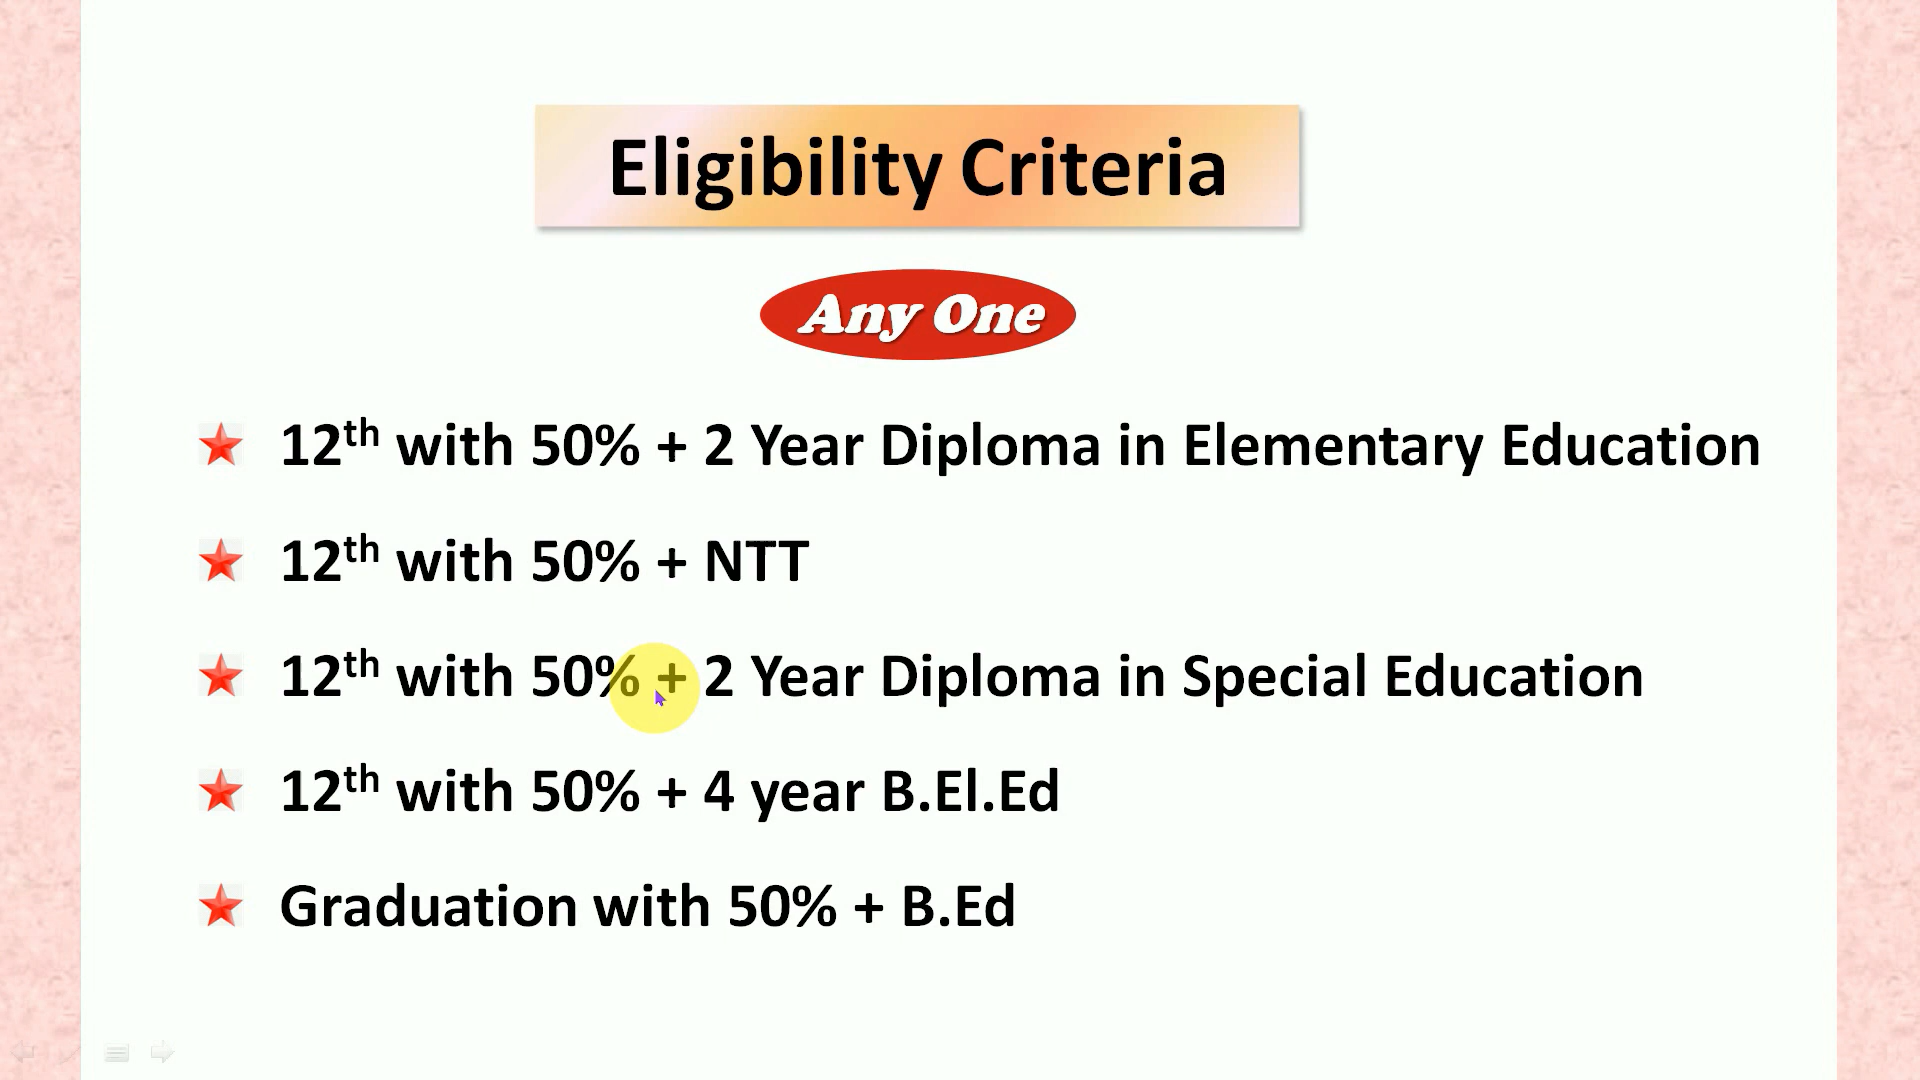 Eligibility Criteria
Any One
12th with 50% + 2 Year Diploma in Elementary Education
12th with 50% + NTT
12th with 50% + 2 Year Diploma in Special Education
12th with 50% + 4 year B.El.Ed
Graduation with 50% + B.Ed